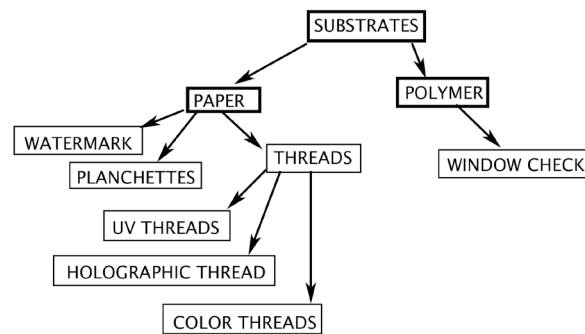 SUBSTRATES
PAPER
POLYMER
WATERMARK
THREADS
WINDOW CHECK
PLANCHETTES
UV THREADS
HOLOGRAPHIC THREAD
COLOR THREADS